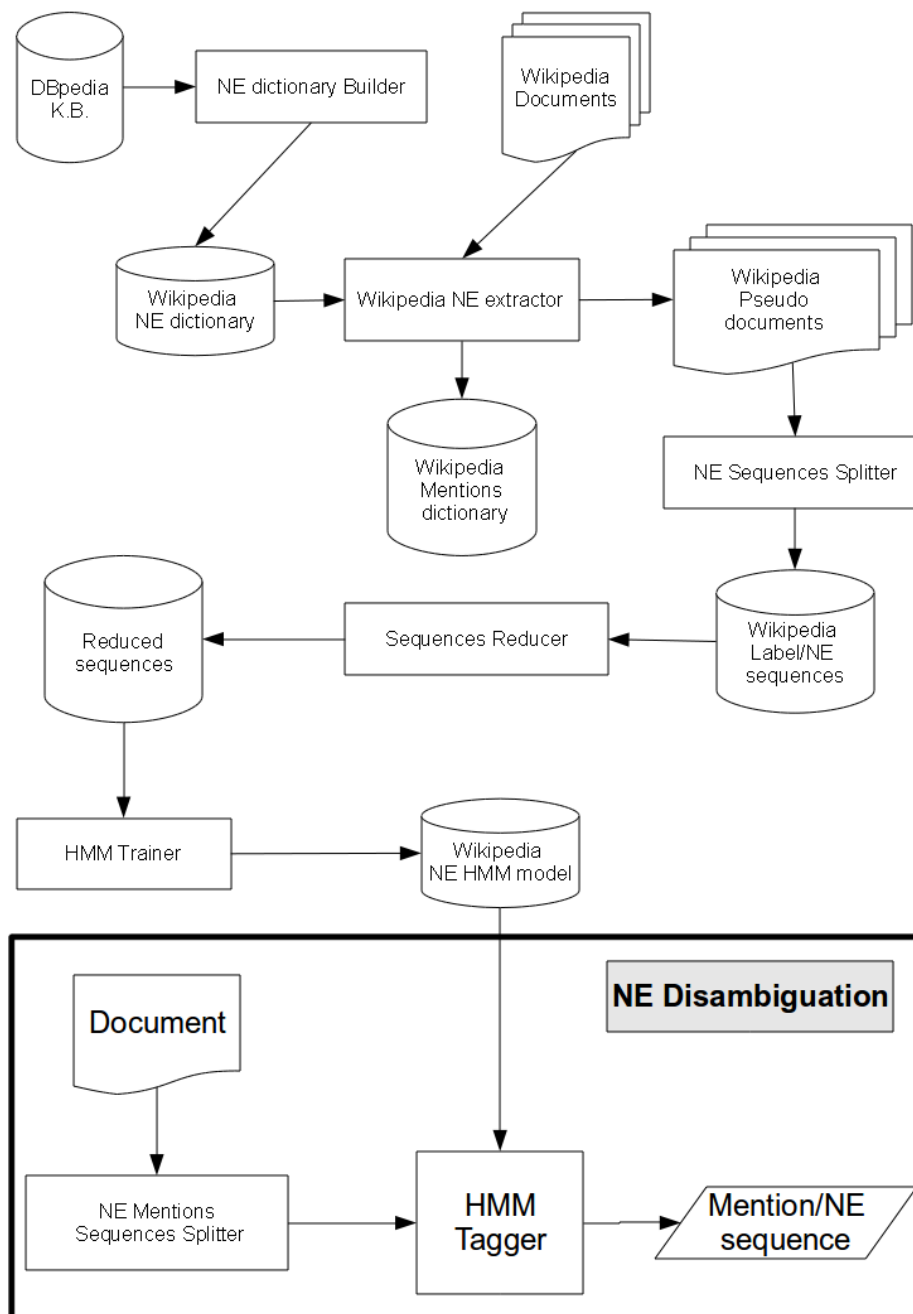 DBpedia
K.B.
NE dictionary Builder
Wikipedia
Documents
Wikipedia
NE dictionary
Wikipedia NE extractor
Wikipedia
Pseudo
documents
Wikipedia
Mentions
dictionary
NE Sequences Splitter
Reduced
sequences
Sequences Reducer
Wikipedia
Label/NE
sequences
HMM Trainer
Wikipedia
NE HMM model
NE Disambiguation
Document
NE Mentions
Sequences Splitter
HMM
Tagger
Mention/NE
sequence